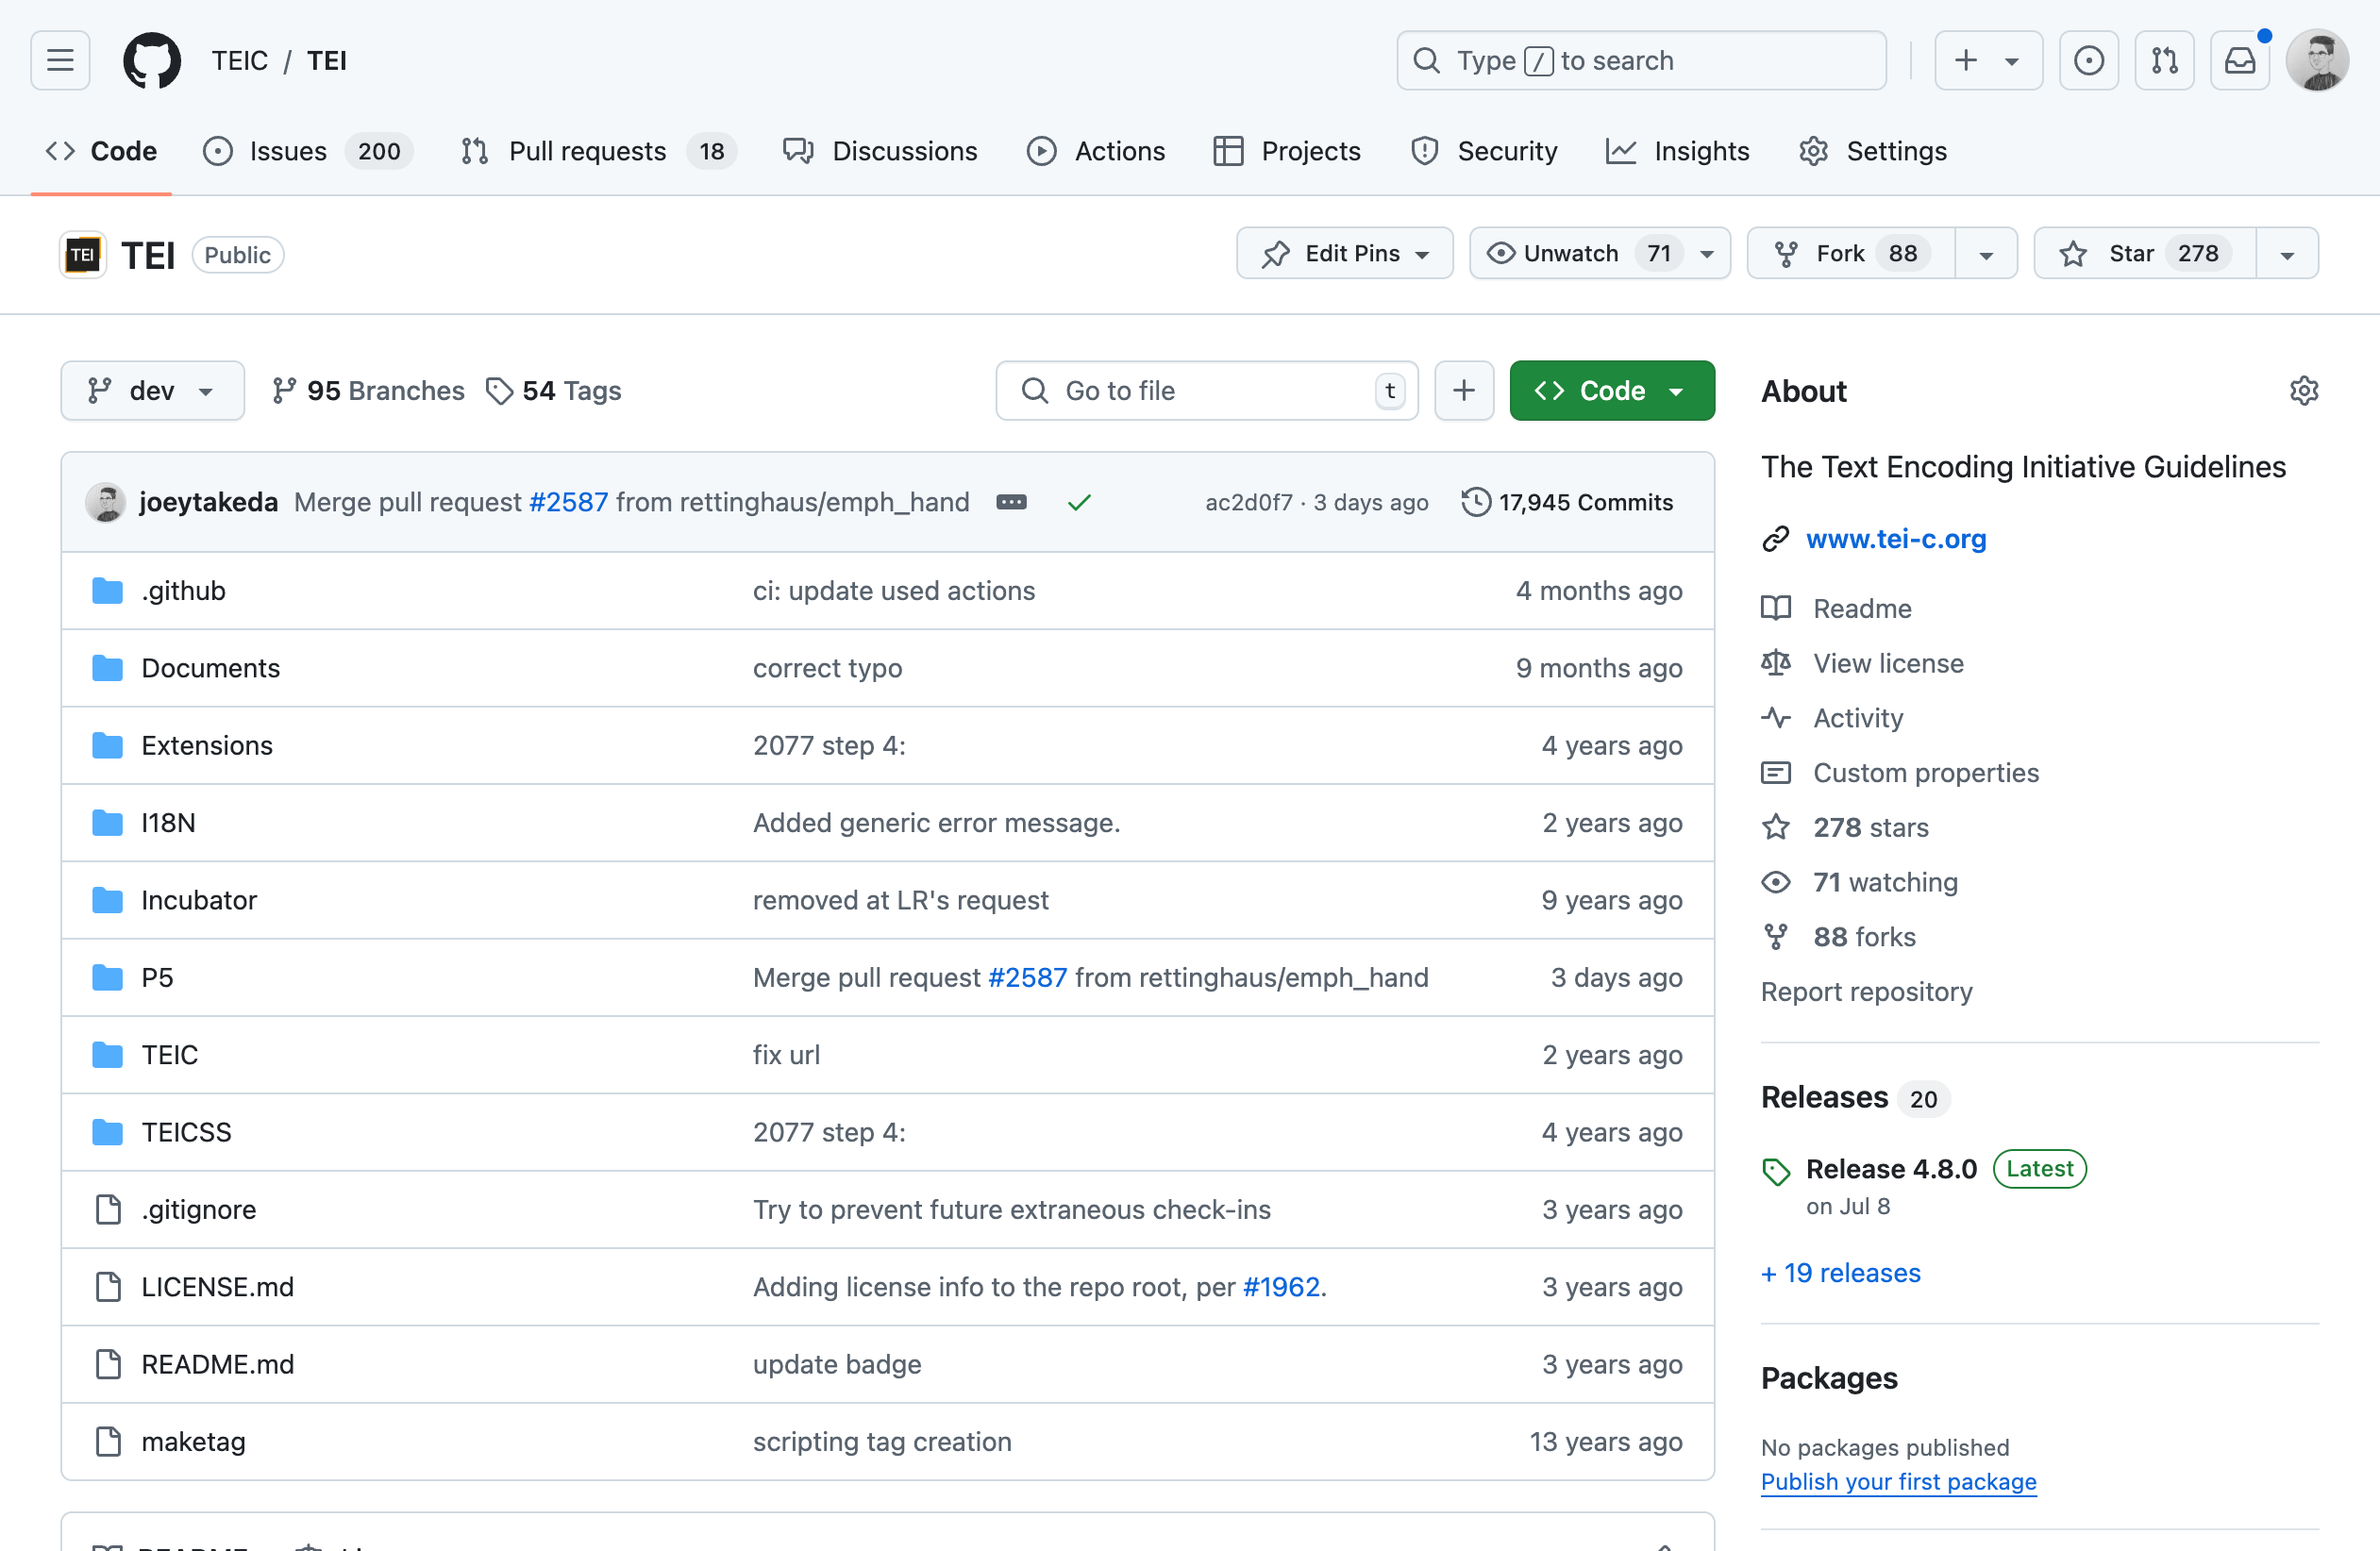 TEIC / TEI
Type / to search
Code
Issues 200
Pull requests 18
Discussions
Actions
Projects
Security
Insights
Settings
TEI TEI Public
Edit Pins
Unwatch 71
Fork 88
Star 278
dev
95 Branches
54 Tags
Go to file t
Code
joeytakeda Merge pull request #2587 from rettinghaus/emph_hand
ac2d0f7 · 3 days ago
17,945 Commits
.github ci: update used actions 4 months ago
Documents correct typo 9 months ago
Extensions 2077 step 4: 4 years ago
I18N Added generic error message. 2 years ago
Incubator removed at LR's request 9 years ago
P5 Merge pull request #2587 from rettinghaus/emph_hand 3 days ago
TEIC fix url 2 years ago
TEICSS 2077 step 4: 4 years ago
.gitignore Try to prevent future extraneous check-ins 3 years ago
LICENSE.md Adding license info to the repo root, per #1962. 3 years ago
README.md update badge 3 years ago
maketag scripting tag creation 13 years ago
About
The Text Encoding Initiative Guidelines
www.tei-c.org
Readme
View license
Activity
Custom properties
278 stars
71 watching
88 forks
Report repository
Releases 20
Release 4.8.0 Latest
on Jul 8
+ 19 releases
Packages
No packages published
Publish your first package
README